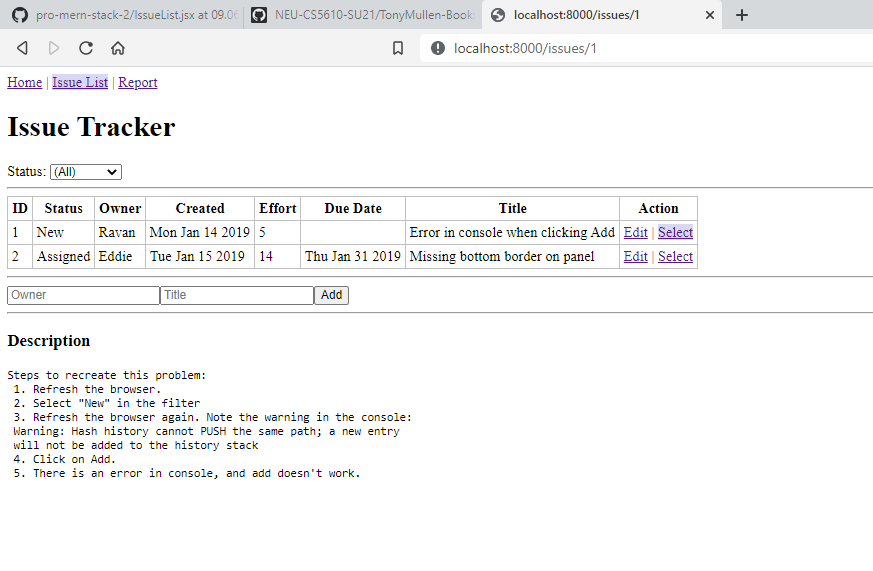 pro-mern-stack-2/IssueList.jsx at 09.06
NEU-CS5610-SU21/TonyMullen-Book
localhost:8000/issues/1
localhost:8000/issues/1
Home | Issue List | Report
Issue Tracker
Status: (All)
ID Status Owner Created Effort Due Date Title Action
1 New Ravan Mon Jan 14 2019 5 Error in console when clicking Add Edit | Select
2 Assigned Eddie Tue Jan 15 2019 14 Thu Jan 31 2019 Missing bottom border on panel Edit | Select
Owner Title Add
Description
Steps to recreate this problem:
1. Refresh the browser.
2. Select "New" in the filter
3. Refresh the browser again. Note the warning in the console:
Warning: Hash history cannot PUSH the same path; a new entry
will not be added to the history stack
4. Click on Add.
5. There is an error in console, and add doesn't work.